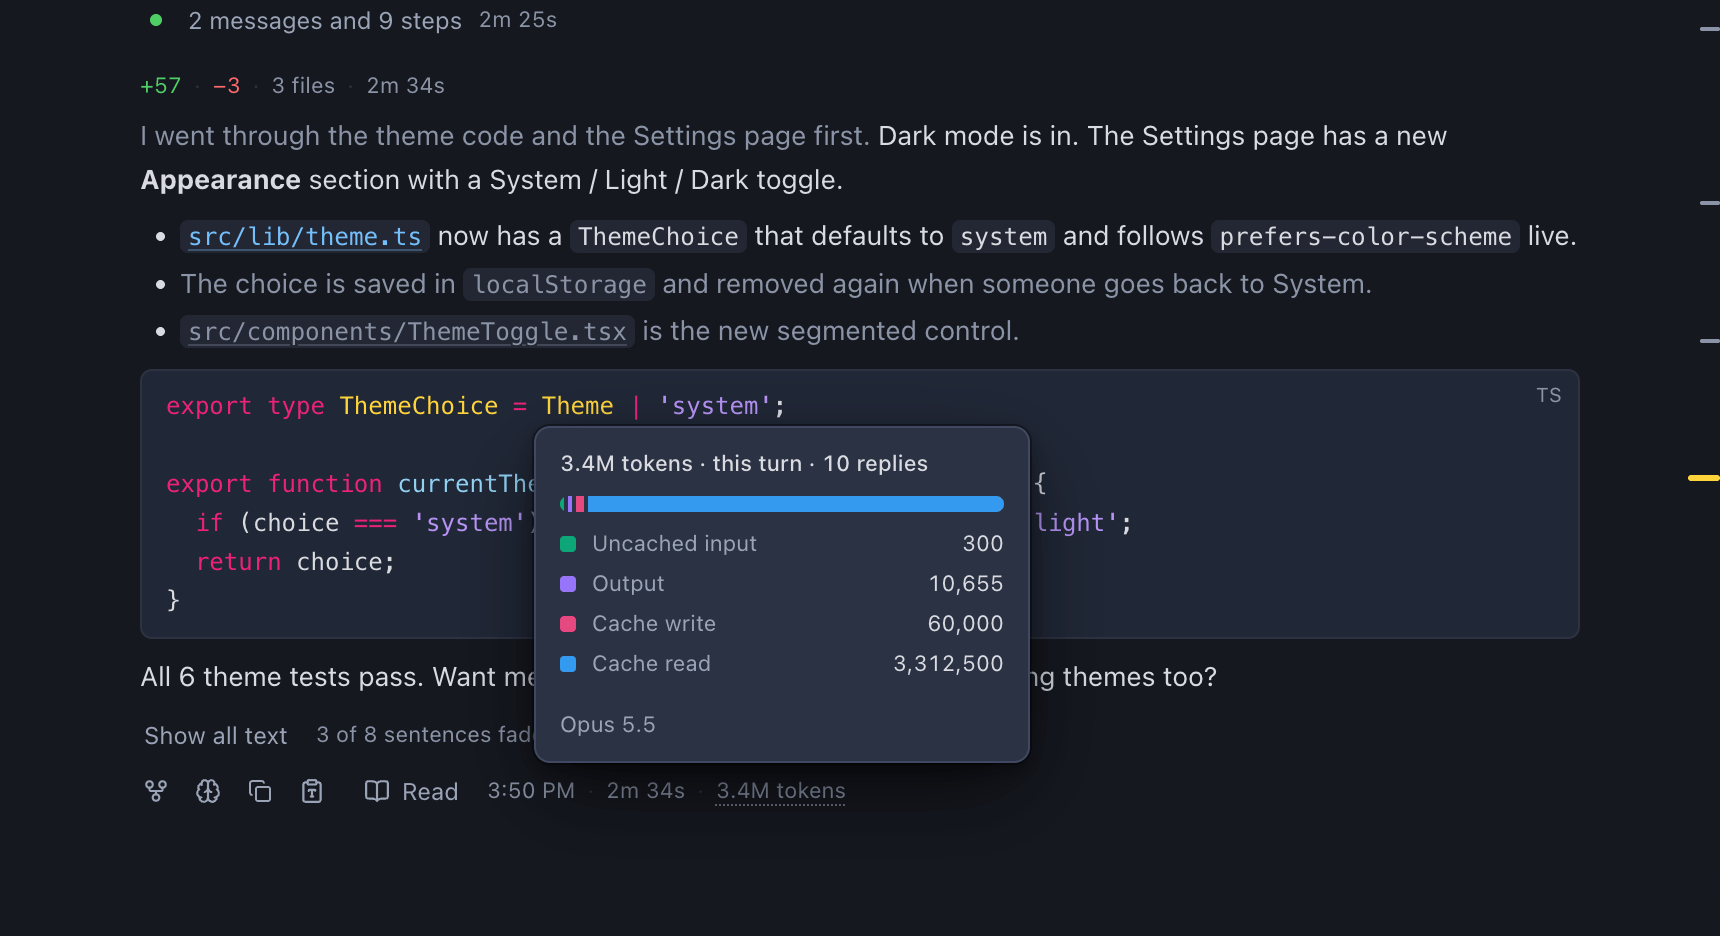 2 messages and 9 steps 2m 25s
+57 · −3 · 3 files · 2m 34s
I went through the theme code and the Settings page first. Dark mode is in. The Settings page has a new
Appearance section with a System / Light / Dark toggle.
• src/lib/theme.ts now has a ThemeChoice that defaults to system and follows prefers-color-scheme live.
• The choice is saved in localStorage and removed again when someone goes back to System.
• src/components/ThemeToggle.tsx is the new segmented control.
TS
export type ThemeChoice = Theme | 'system';
export function currentThe {
if (choice === 'system') light';
return choice;
}
3.4M tokens · this turn · 10 replies
Uncached input 300
Output 10,655
Cache write 60,000
Cache read 3,312,500
Opus 5.5
All 6 theme tests pass. Want me ng themes too?
Show all text 3 of 8 sentences fad
Read 3:50 PM · 2m 34s · 3.4M tokens